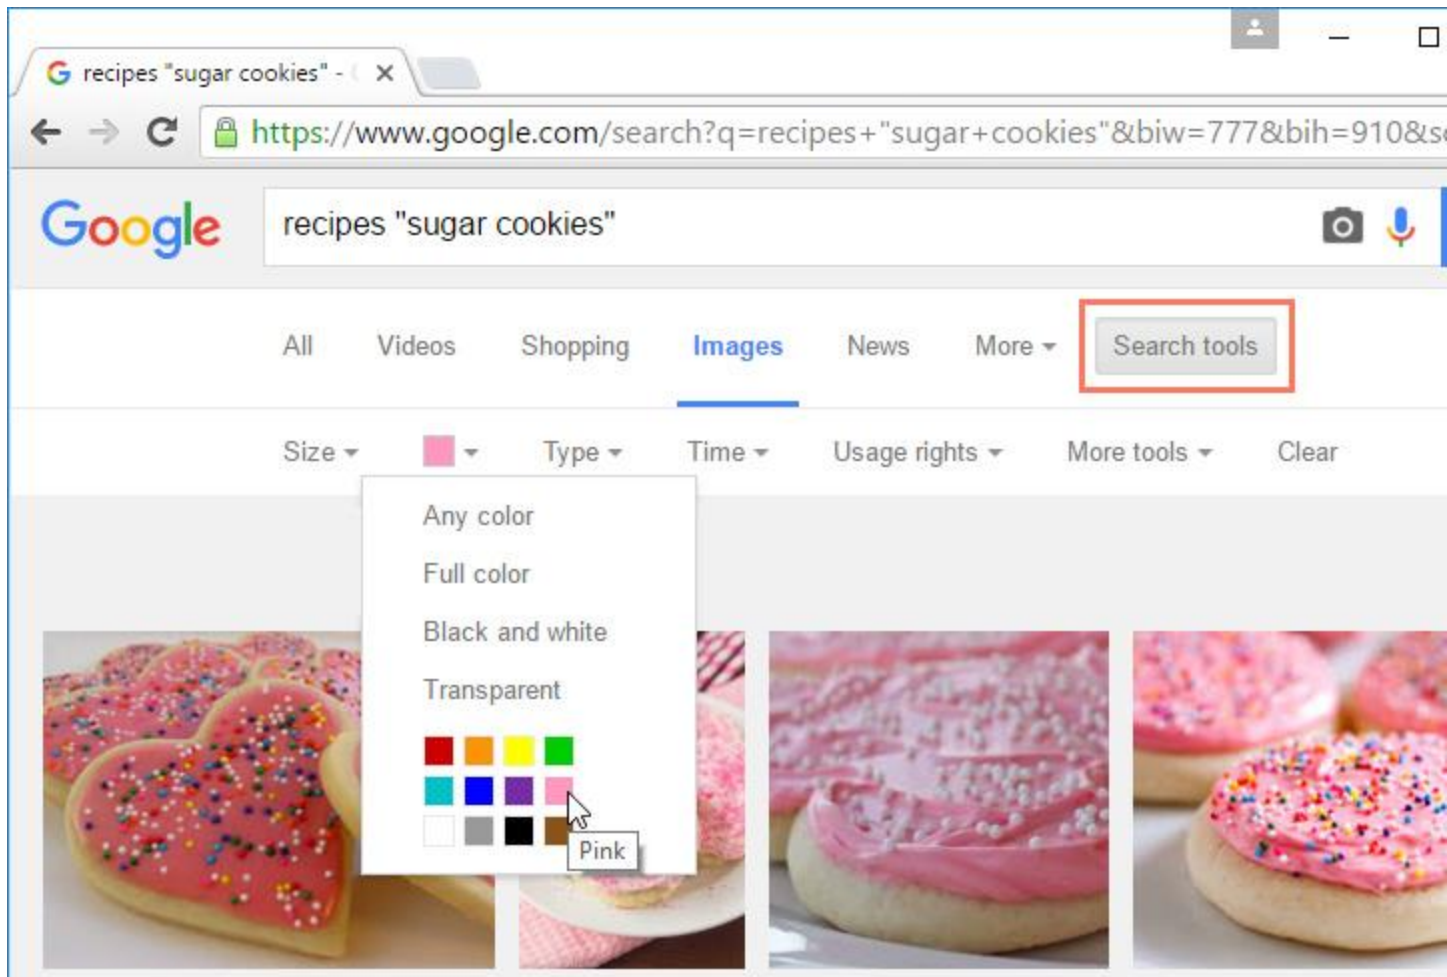 recipes "sugar cookies" -
https://www.google.com/search?q=recipes+"sugar+cookies"&biw=777&bih=910&s
Google
recipes "sugar cookies"
All Videos Shopping Images News More Search tools
Size Type Time Usage rights More tools Clear
Any color
Full color
Black and white
Transparent
Pink